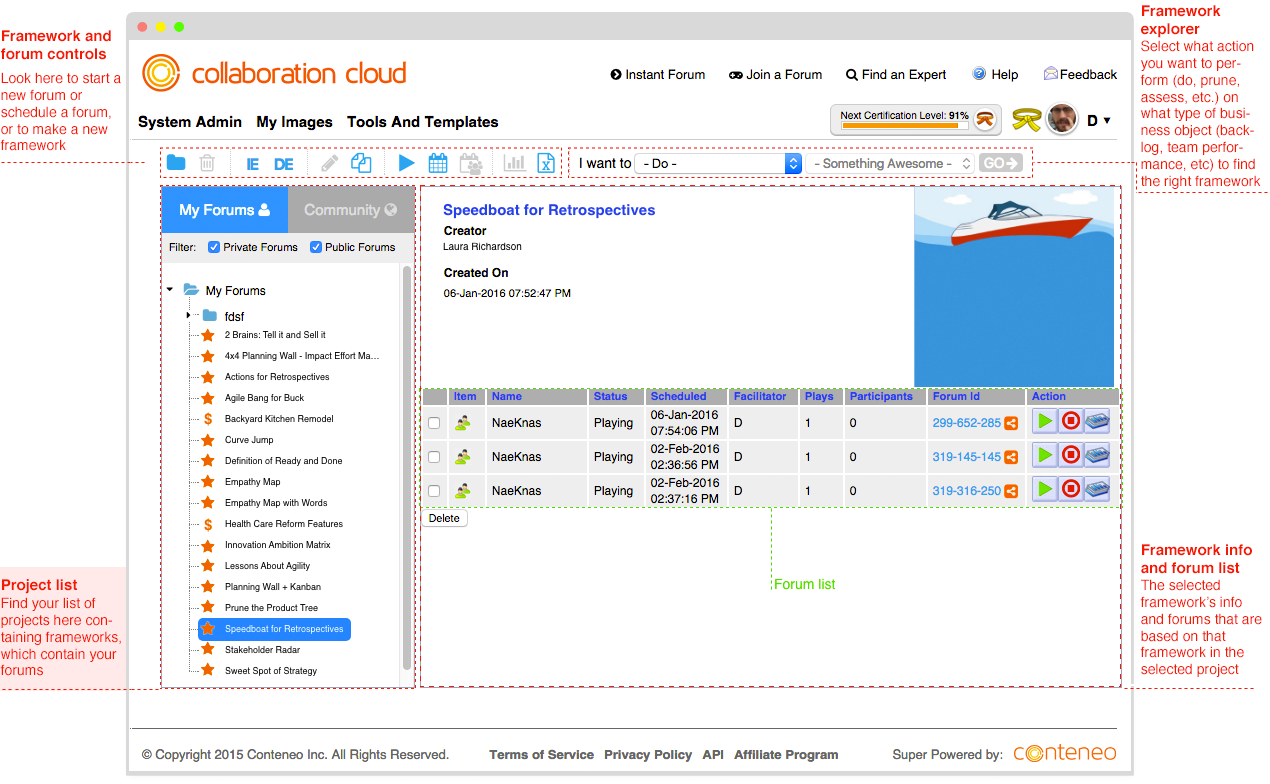 Framework and
forum controls
Look here to start a
new forum or
schedule a forum,
or to make a new
framework
Project list
Find your list of
projects here con-
taining frameworks,
which contain your
forums
collaboration cloud
Instant Forum
Join a Forum
Find an Expert
Help
Feedback
System Admin
My Images
Tools And Templates
Next Certification Level: 91%
D
IE
DE
X
I want to
- Do -
- Something Awesome -
GO
My Forums
Community
Filter:
Private Forums
Public Forums
My Forums
fdsf
2 Brains: Tell it and Sell it
4x4 Planning Wall - Impact Effort Ma...
Actions for Retrospectives
Agile Bang for Buck
$ Backyard Kitchen Remodel
Curve Jump
Definition of Ready and Done
Empathy Map
Empathy Map with Words
$ Health Care Reform Features
Innovation Ambition Matrix
Lessons About Agility
Planning Wall + Kanban
Prune the Product Tree
Speedboat for Retrospectives
Stakeholder Radar
Sweet Spot of Strategy
Speedboat for Retrospectives
Creator
Laura Richardson
Created On
06-Jan-2016 07:52:47 PM
Item Name Status Scheduled Facilitator Plays Participants Forum Id Action
NaeKnas Playing 06-Jan-2016 07:54:06 PM D 1 0 299-652-285
NaeKnas Playing 02-Feb-2016 02:36:56 PM D 1 0 319-145-145
NaeKnas Playing 02-Feb-2016 02:37:16 PM D 1 0 319-316-250
Delete
Forum list
Framework
explorer
Select what action
you want to per-
form (do, prune,
assess, etc.) on
what type of busi-
ness object (back-
log, team perfor-
mance, etc) to find
the right framework
Framework info
and forum list
The selected
framework's info
and forums that are
based on that
framework in the
selected project
© Copyright 2015 Conteneo Inc. All Rights Reserved.
Terms of Service
Privacy Policy
API
Affiliate Program
Super Powered by:
conteneo